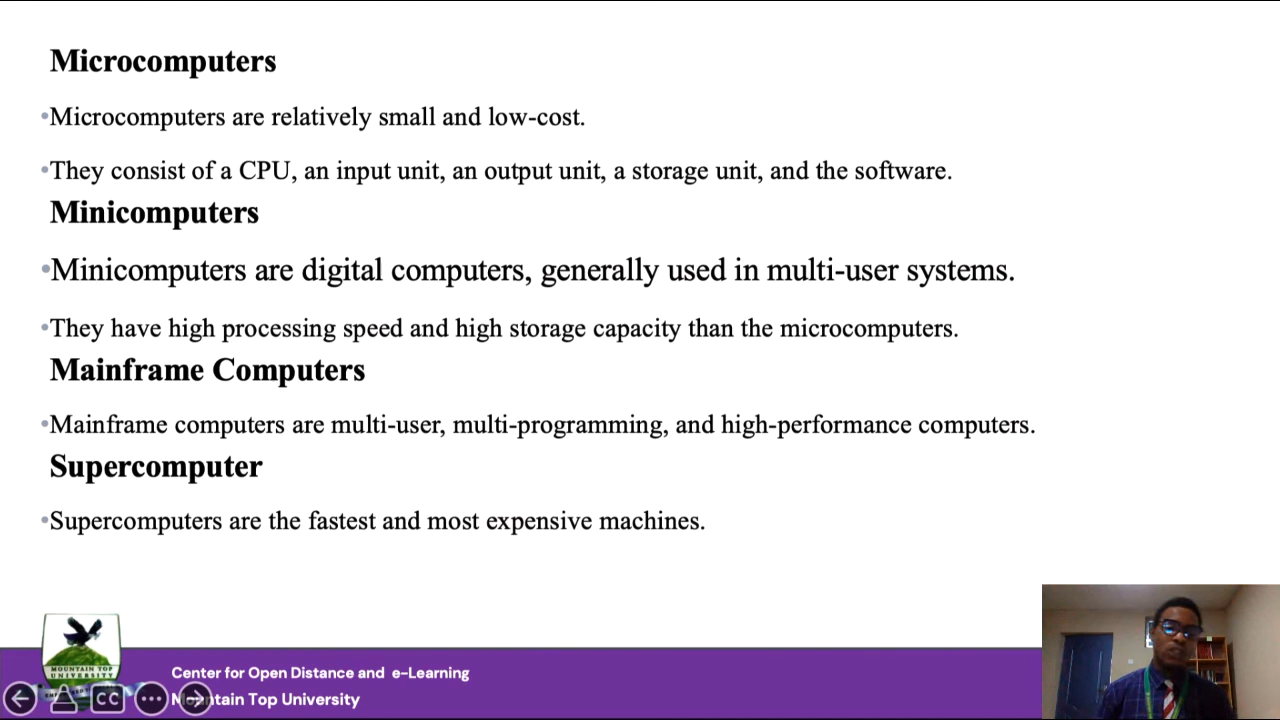 Microcomputers
•Microcomputers are relatively small and low-cost.
•They consist of a CPU, an input unit, an output unit, a storage unit, and the software.
Minicomputers
•Minicomputers are digital computers, generally used in multi-user systems.
•They have high processing speed and high storage capacity than the microcomputers.
Mainframe Computers
•Mainframe computers are multi-user, multi-programming, and high-performance computers.
Supercomputer
•Supercomputers are the fastest and most expensive machines.
MOUNTAIN TOP
UNIVERSITY
Center for Open Distance and e-Learning
Mountain Top University
CC